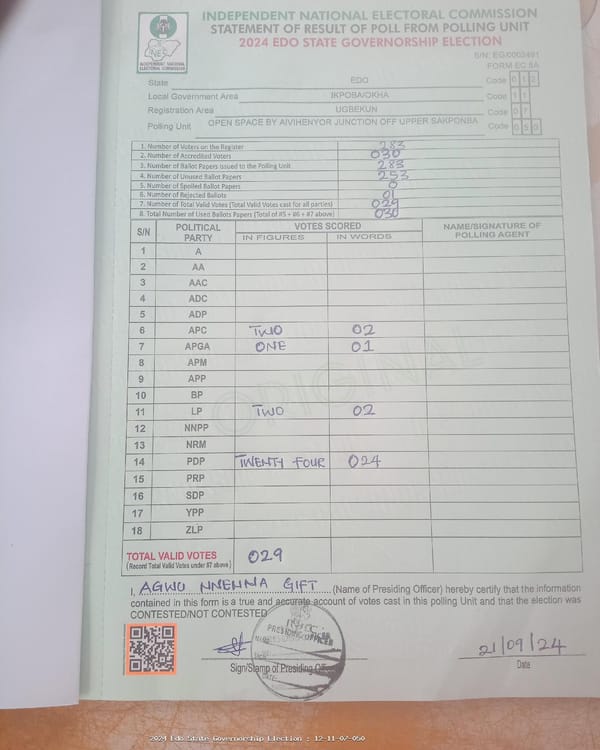 INDEPENDENT NATIONAL ELECTORAL COMMISSION
STATEMENT OF RESULT OF POLL FROM POLLING UNIT
2024 EDO STATE GOVERNORSHIP ELECTION
INEC
INDEPENDENT NATIONAL
ELECTORAL COMMISSION
S/N: EG/0003491
FORM EC 8A
State EDO Code 012
Local Government Area IKPOBA/OKHA Code 11
Registration Area UGBEKUN Code 07
Polling Unit OPEN SPACE BY AIVIHENYOR JUNCTION OFF UPPER SAKPONBA Code 050
1. Number of Voters on the Register 283
2. Number of Accredited Voters 030
3. Number of Ballot Papers issued to the Polling Unit 283
4. Number of Unused Ballot Papers 253
5. Number of Spoiled Ballot Papers 0
6. Number of Rejected Ballots 01
7. Number of Total Valid Votes (Total Valid Votes cast for all parties) 029
8. Total Number of Used Ballots Papers (Total of #5 + #6 + #7 above) 030
S/N POLITICAL PARTY VOTES SCORED NAME/SIGNATURE OF POLLING AGENT
IN FIGURES IN WORDS
1 A
2 AA
3 AAC
4 ADC
5 ADP
6 APC TWO 02
7 APGA ONE 01
8 APM
9 APP
10 BP
11 LP TWO 02
12 NNPP
13 NRM
14 PDP TWENTY FOUR 024
15 PRP
16 SDP
17 YPP
18 ZLP
ORIGINAL
TOTAL VALID VOTES 029
(Record Total Valid Votes under #7 above)
I, AGWU NNENNA GIFT (Name of Presiding Officer) hereby certify that the information
contained in this form is a true and accurate account of votes cast in this polling Unit and that the election was
CONTESTED/NOT CONTESTED
PRESIDING OFFICER
DATE
21/09/24
Sign/Stamp of Presiding Officer Date
2024 Edo State Governorship Election : 12-11-07-050